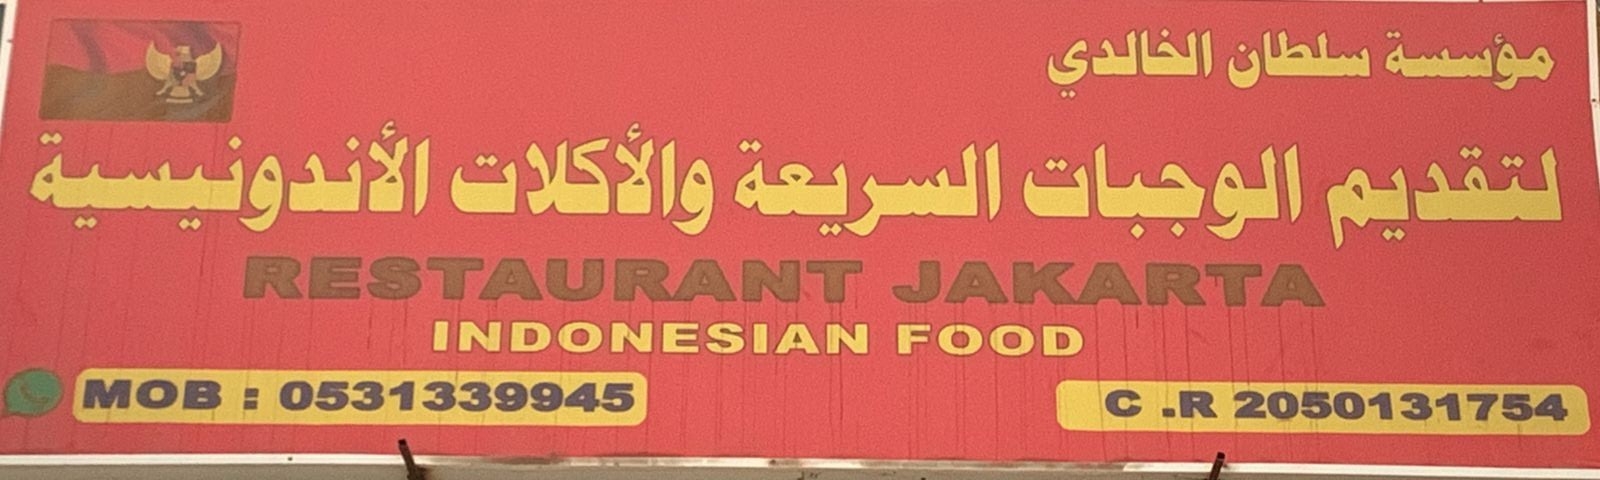 مؤسسة سلطان الخالدي
لتقديم الوجبات السريعة والأكلات الأندونيسية
RESTAURANT JAKARTA
INDONESIAN FOOD
MOB : 0531339945
C .R 2050131754